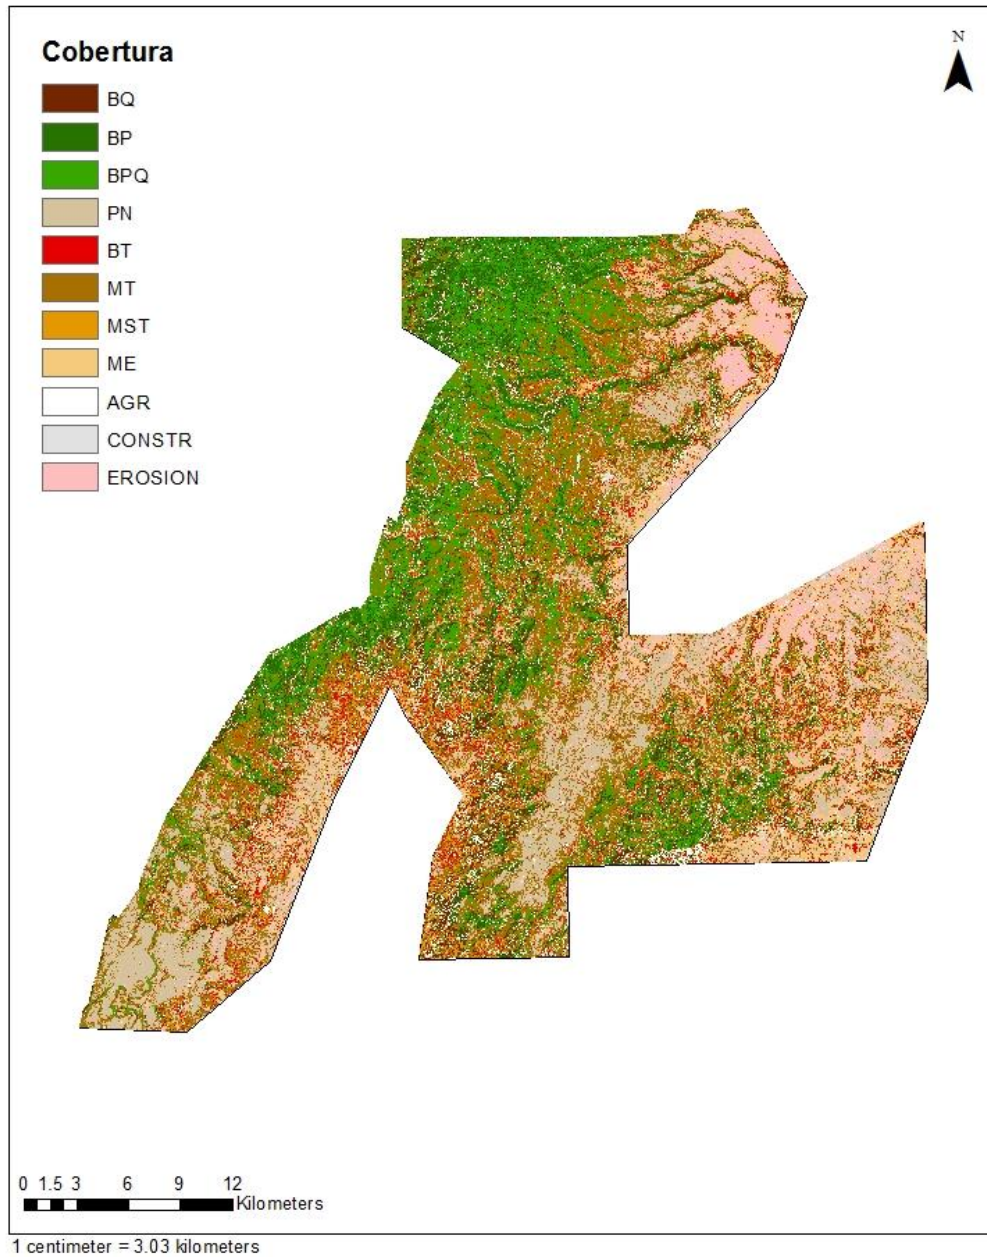 N
Cobertura
BQ
BP
BPQ
PN
BT
MT
MST
ME
AGR
CONSTR
EROSION
0 1.5 3 6 9 12
Kilometers
1 centimeter = 3.03 kilometers